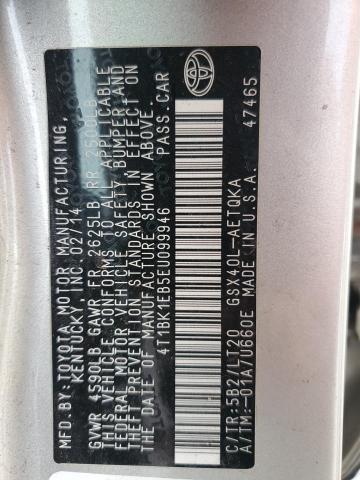 MFD. BY:TOYOTA MOTOR MANUFACTURING,
KENTUCKY, INC 02/14
GVWR 4590LB GAWR FR 2625LB RR 2500LB
THIS VEHICLE CONFORMS TO ALL APPLICABLE
FEDERAL MOTOR VEHICLE SAFETY, BUMPER, AND
THEFT PREVENTION STANDARDS IN EFFECT ON
THE DATE OF MANUFACTURE SHOWN ABOVE.
4T1BK1EB5EU099946 PASS.CAR
C/TR:5B2/LT20 GSX40L-AETQKA
A/TM:-01A/U660E MADE IN U.S.A. 47465